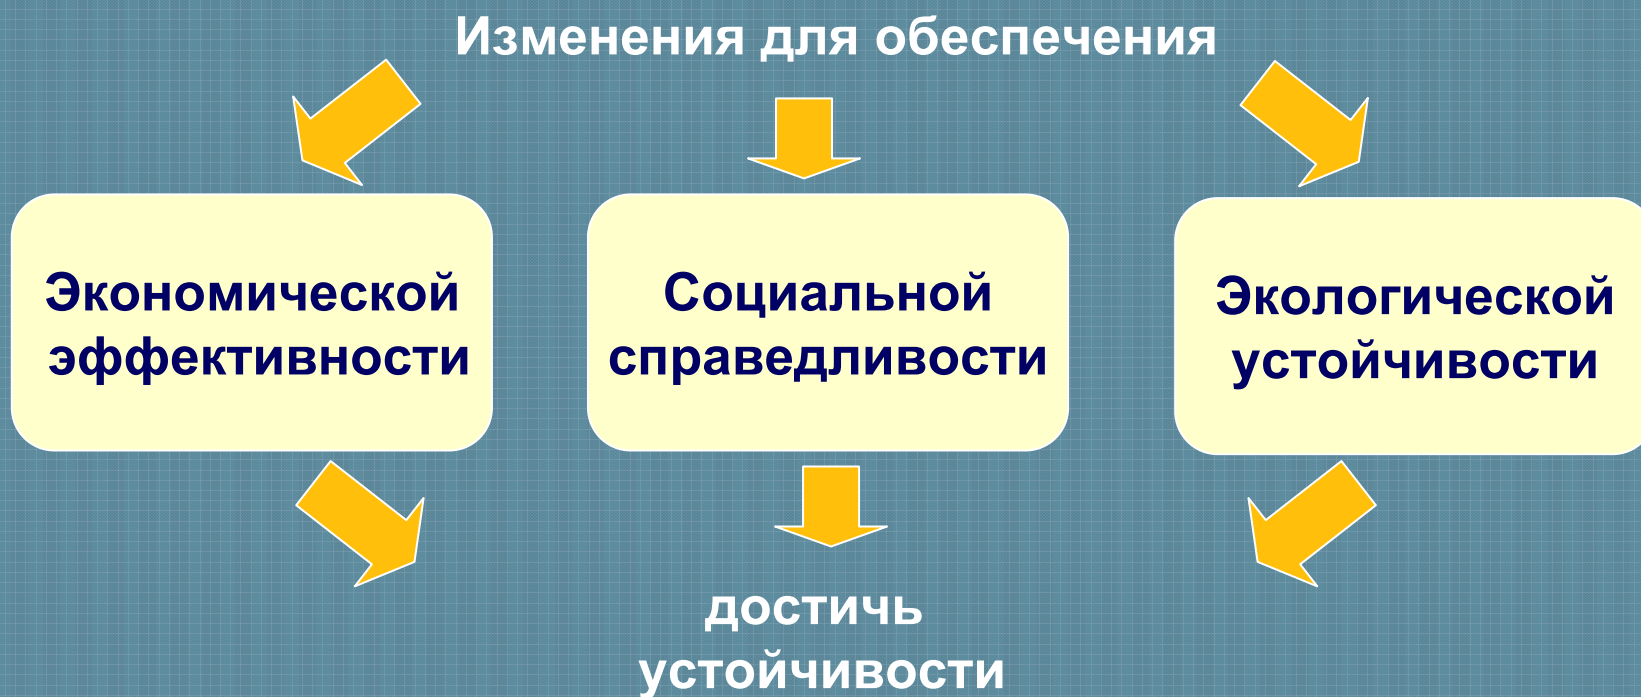 Изменения для обеспечения
Экономической
эффективности
Социальной
справедливости
Экологической
устойчивости
достичь
устойчивости